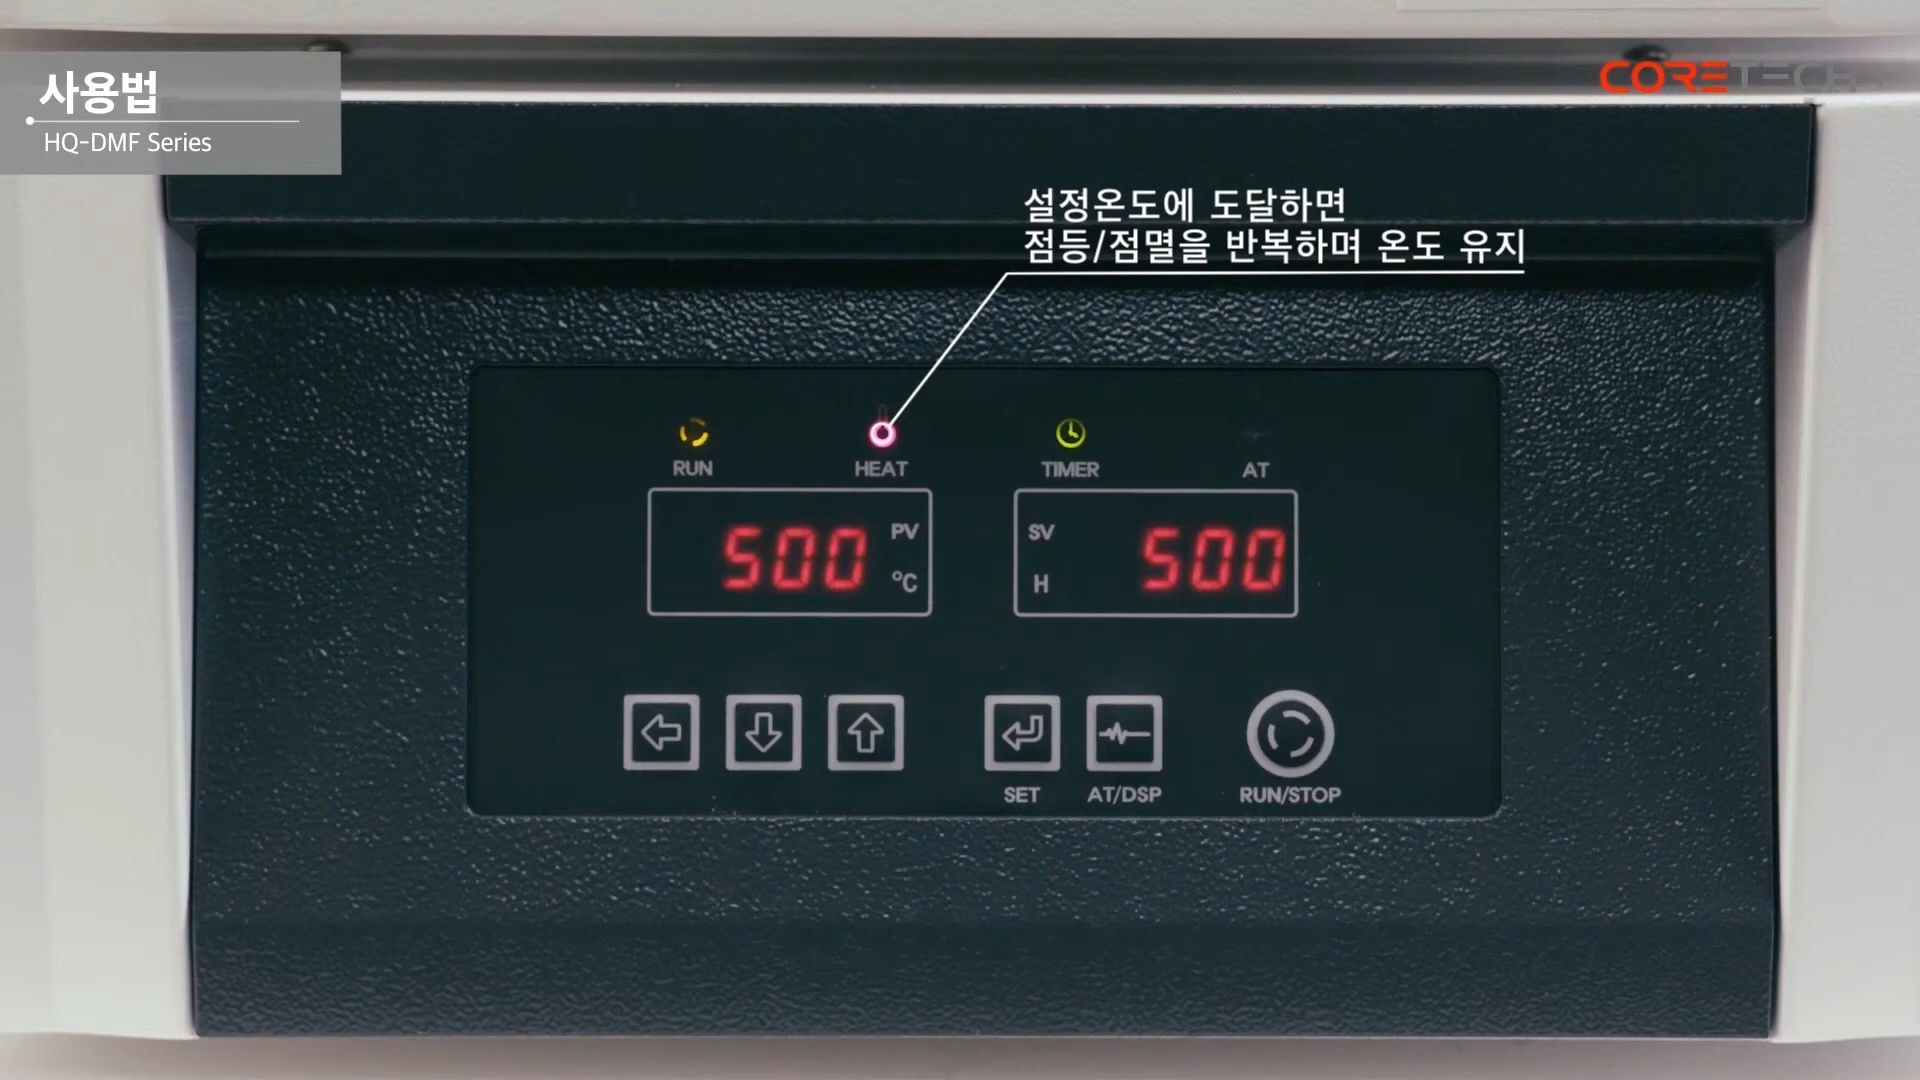 사용법
HQ-DMF Series
CORETECH
설정온도에 도달하면
점등/점멸을 반복하며 온도 유지
RUN
HEAT
TIMER
AT
500
PV
°C
SV
H
500
SET
AT/DSP
RUN/STOP